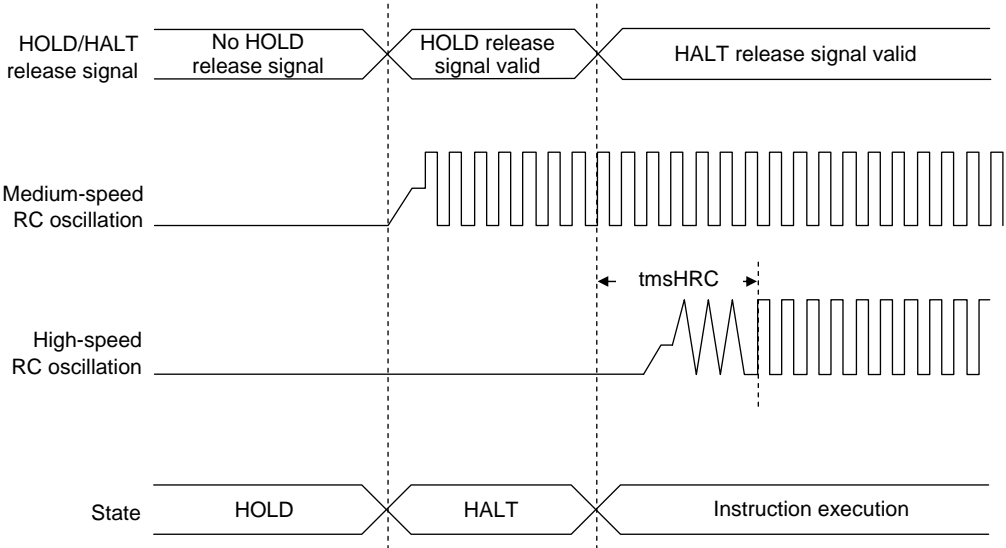 HOLD/HALT
release signal
No HOLD
release signal
HOLD release
signal valid
HALT release signal valid
Medium-speed
RC oscillation
tmsHRC
High-speed
RC oscillation
State
HOLD
HALT
Instruction execution